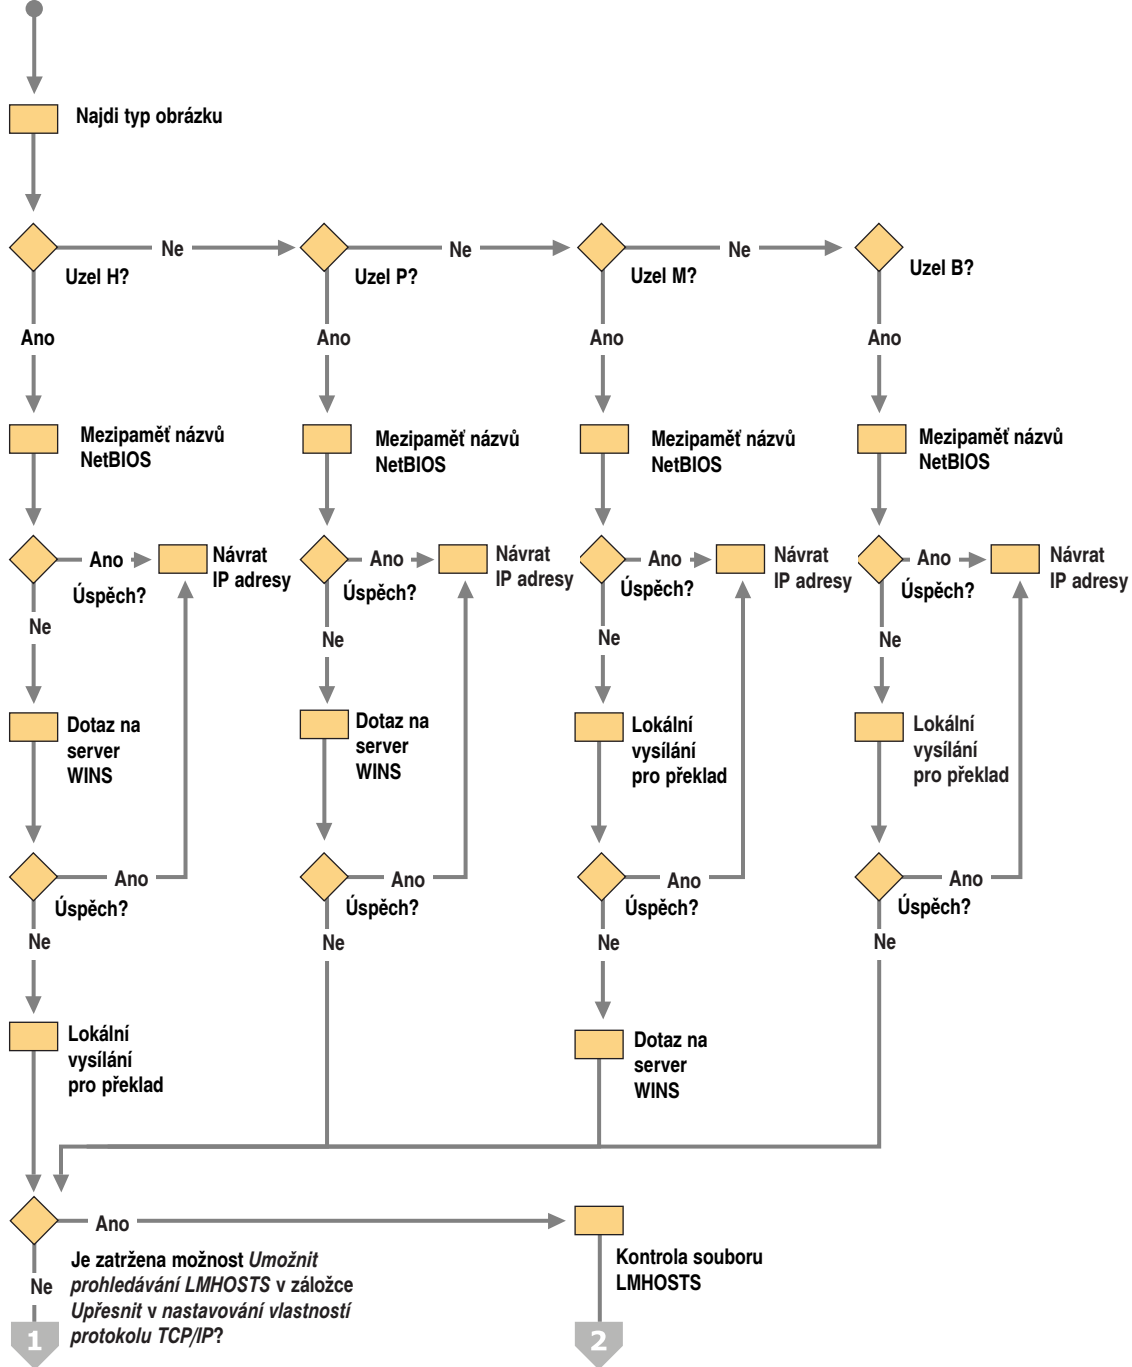 Najdi typ obrázku
Ne
Ne
Ne
Uzel H?
Uzel P?
Uzel M?
Uzel B?
Ano
Ano
Ano
Ano
Mezipaměť názvů
NetBIOS
Mezipaměť názvů
NetBIOS
Mezipaměť názvů
NetBIOS
Mezipaměť názvů
NetBIOS
Ano
Návrat
IP adresy
Úspěch?
Ano
Návrat
IP adresy
Úspěch?
Ano
Návrat
IP adresy
Úspěch?
Ano
Návrat
IP adresy
Úspěch?
Ne
Ne
Ne
Ne
Dotaz na
server
WINS
Dotaz na
server
WINS
Lokální
vysílání
pro překlad
Lokální
vysílání
pro překlad
Ano
Úspěch?
Ano
Úspěch?
Ano
Úspěch?
Ano
Úspěch?
Ne
Ne
Ne
Ne
Lokální
vysílání
pro překlad
Dotaz na
server
WINS
Ano
Je zatržena možnost Umožnit
prohledávání LMHOSTS v záložce
Upřesnit v nastavování vlastností
protokolu TCP/IP?
Ne
Kontrola souboru
LMHOSTS
1
2